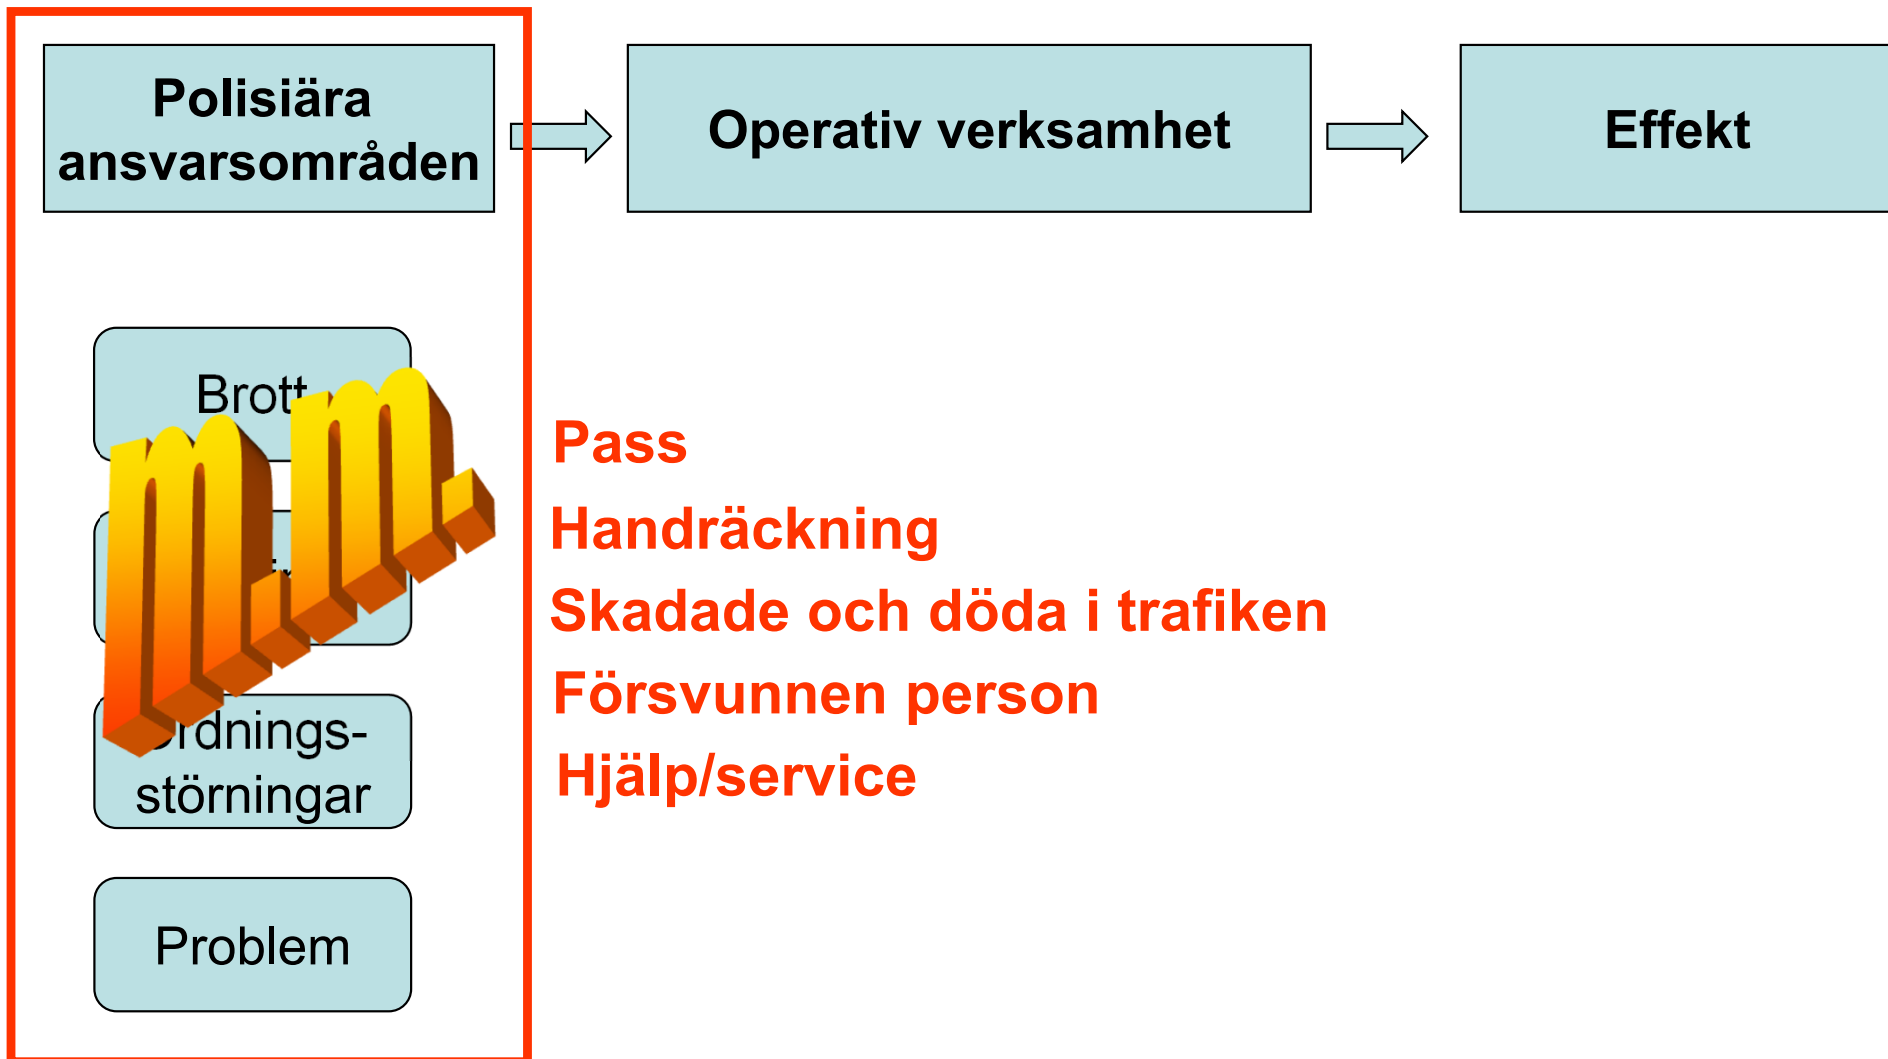 Polisiära
ansvarsområden
Operativ verksamhet
Effekt
Brott
m.m.
störningar
Problem
Pass
Handräckning
Skadade och döda i trafiken
Försvunnen person
Hjälp/service